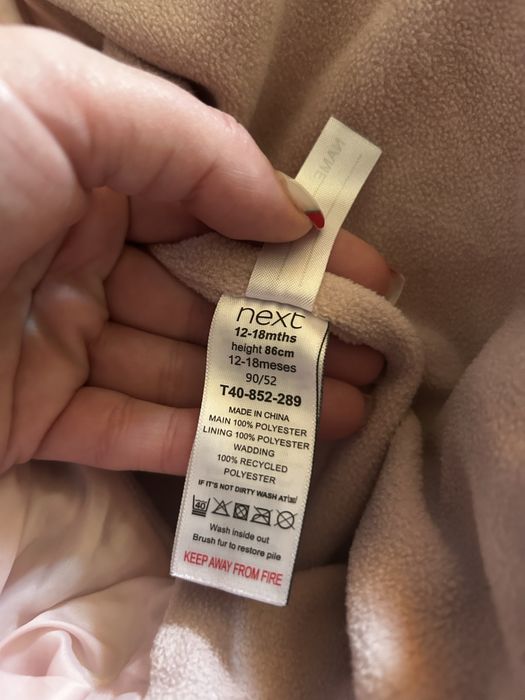 NAME
next
12-18mths
height 86cm
12-18meses
90/52
T40-852-289
MADE IN CHINA
MAIN 100% POLYESTER
LINING 100% POLYESTER
WADDING
100% RECYCLED
POLYESTER
IF IT'S NOT DIRTY WASH AT
40
Wash inside out
Brush fur to restore pile
KEEP AWAY FROM FIRE